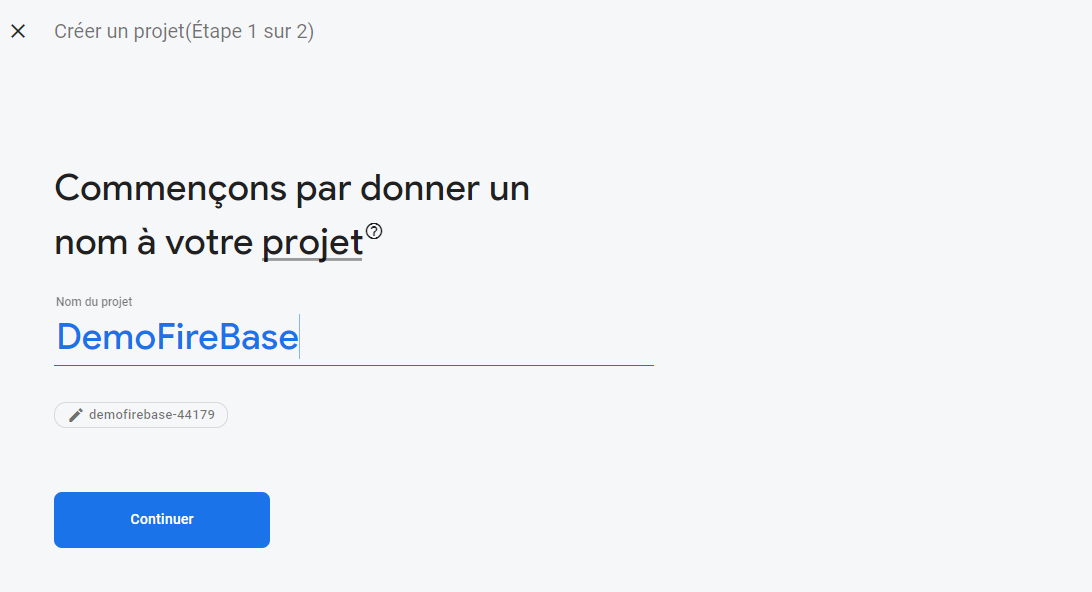 Créer un projet(Étape 1 sur 2)
Commençons par donner un
nom à votre projet
Nom du projet
DemoFireBase
demofirebase-44179
Continuer